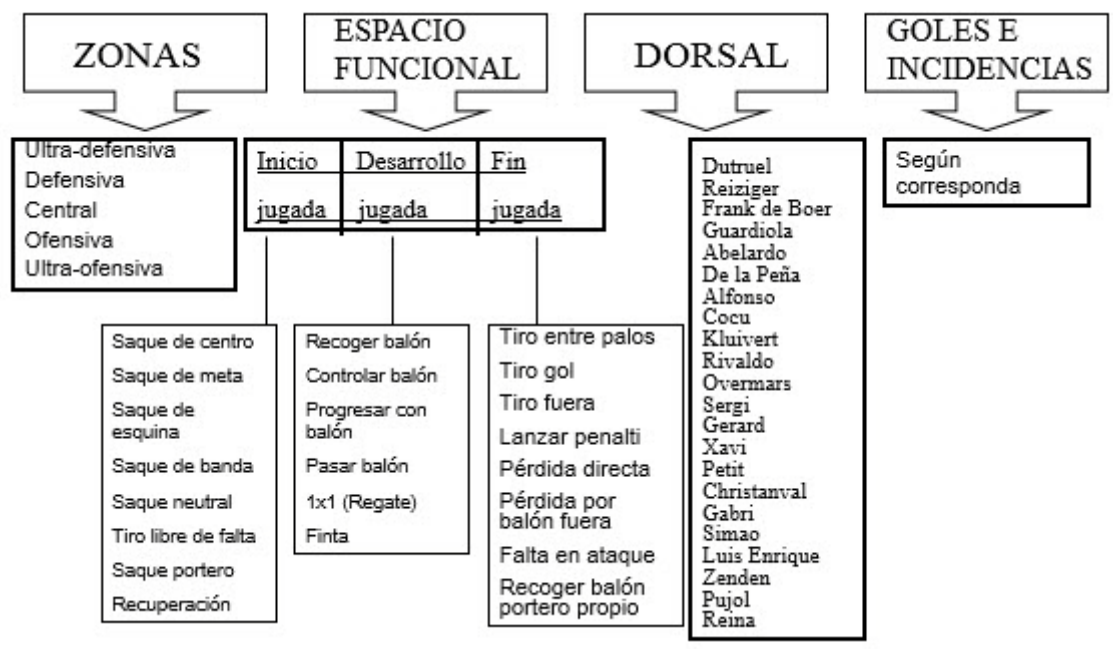 ZONAS
ESPACIO
FUNCIONAL
DORSAL
GOLES E
INCIDENCIAS
Ultra-defensiva
Defensiva
Central
Ofensiva
Ultra-ofensiva
Inicio Desarrollo Fin
jugada jugada jugada
Saque de centro
Saque de meta
Saque de
esquina
Saque de banda
Saque neutral
Tiro libre de falta
Saque portero
Recuperación
Recoger balón
Controlar balón
Progresar con
balón
Pasar balón
1x1 (Regate)
Finta
Tiro entre palos
Tiro gol
Tiro fuera
Lanzar penalti
Pérdida directa
Pérdida por
balón fuera
Falta en ataque
Recoger balón
portero propio
Dutruel
Reiziger
Frank de Boer
Guardiola
Abelardo
De la Peña
Alfonso
Cocu
Kluivert
Rivaldo
Overmars
Sergi
Gerard
Xavi
Petit
Christanval
Gabri
Simao
Luis Enrique
Zenden
Pujol
Reina
Según
corresponda